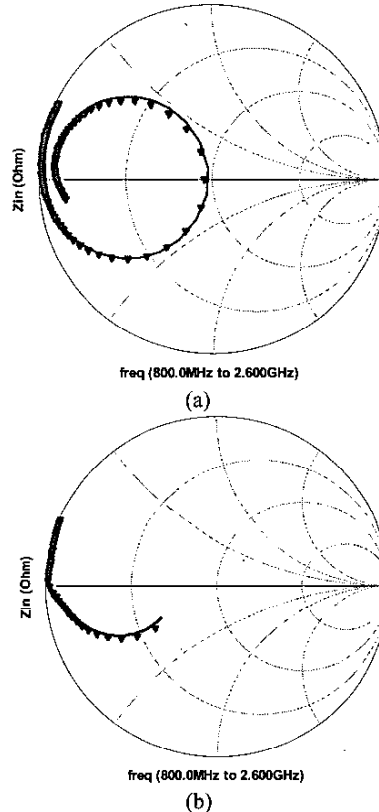 Zin (Ohm)
freq (800.0MHz to 2.600GHz)
(a)
Zin (Ohm)
freq (800.0MHz to 2.600GHz)
(b)